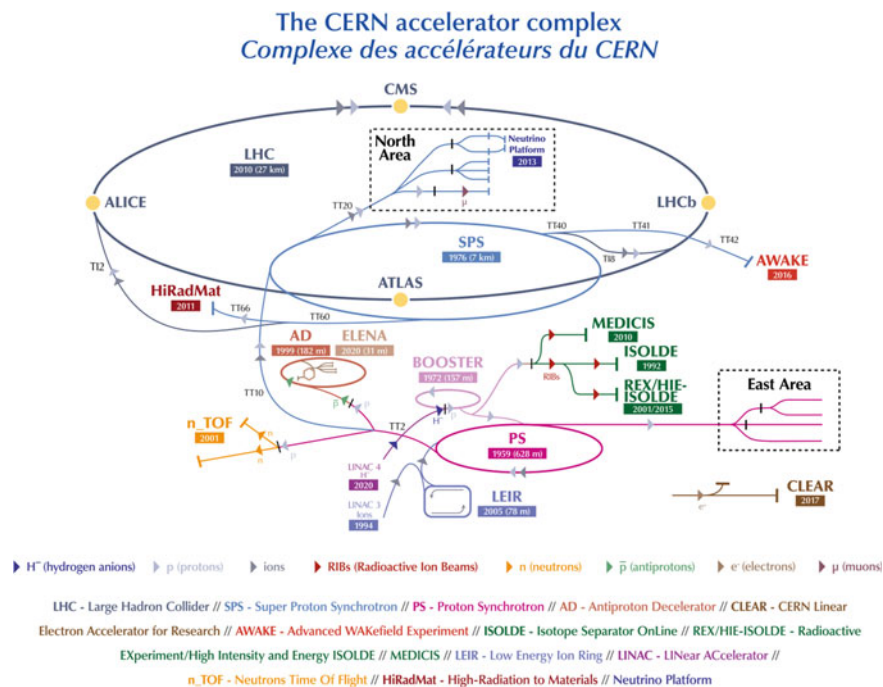 The CERN accelerator complex
Complexe des accélérateurs du CERN
CMS
North
Area
Neutrino
Platform
2013
LHC
2010 (27 km)
μ
ALICE
LHCb
TT20
TT40
TT41
TT42
SPS
1976 (7 km)
TI8
AWAKE
2016
TI2
HiRadMat
2011
ATLAS
TT66
TT60
AD
1999 (182 m)
ELENA
2020 (31 m)
MEDICIS
2010
BOOSTER
1972 (157 m)
ISOLDE
1992
RIBs
REX/HIE-
ISOLDE
2001/2015
East Area
p
p̄
p
TT10
TT2
H⁻
n_TOF
2001
n
n
p
PS
1959 (628 m)
LINAC 4
H⁻
2020
LINAC 3
Ions
1994
LEIR
2005 (78 m)
CLEAR
2017
e⁻
H⁻ (hydrogen anions)
p (protons)
ions
RIBs (Radioactive Ion Beams)
n (neutrons)
p̄ (antiprotons)
e⁻ (electrons)
μ (muons)
LHC - Large Hadron Collider // SPS - Super Proton Synchrotron // PS - Proton Synchrotron // AD - Antiproton Decelerator // CLEAR - CERN Linear
Electron Accelerator for Research // AWAKE - Advanced WAKefield Experiment // ISOLDE - Isotope Separator OnLine // REX/HIE-ISOLDE - Radioactive
EXperiment/High Intensity and Energy ISOLDE // MEDICIS // LEIR - Low Energy Ion Ring // LINAC - LINear ACcelerator //
n_TOF - Neutrons Time Of Flight // HiRadMat - High-Radiation to Materials // Neutrino Platform